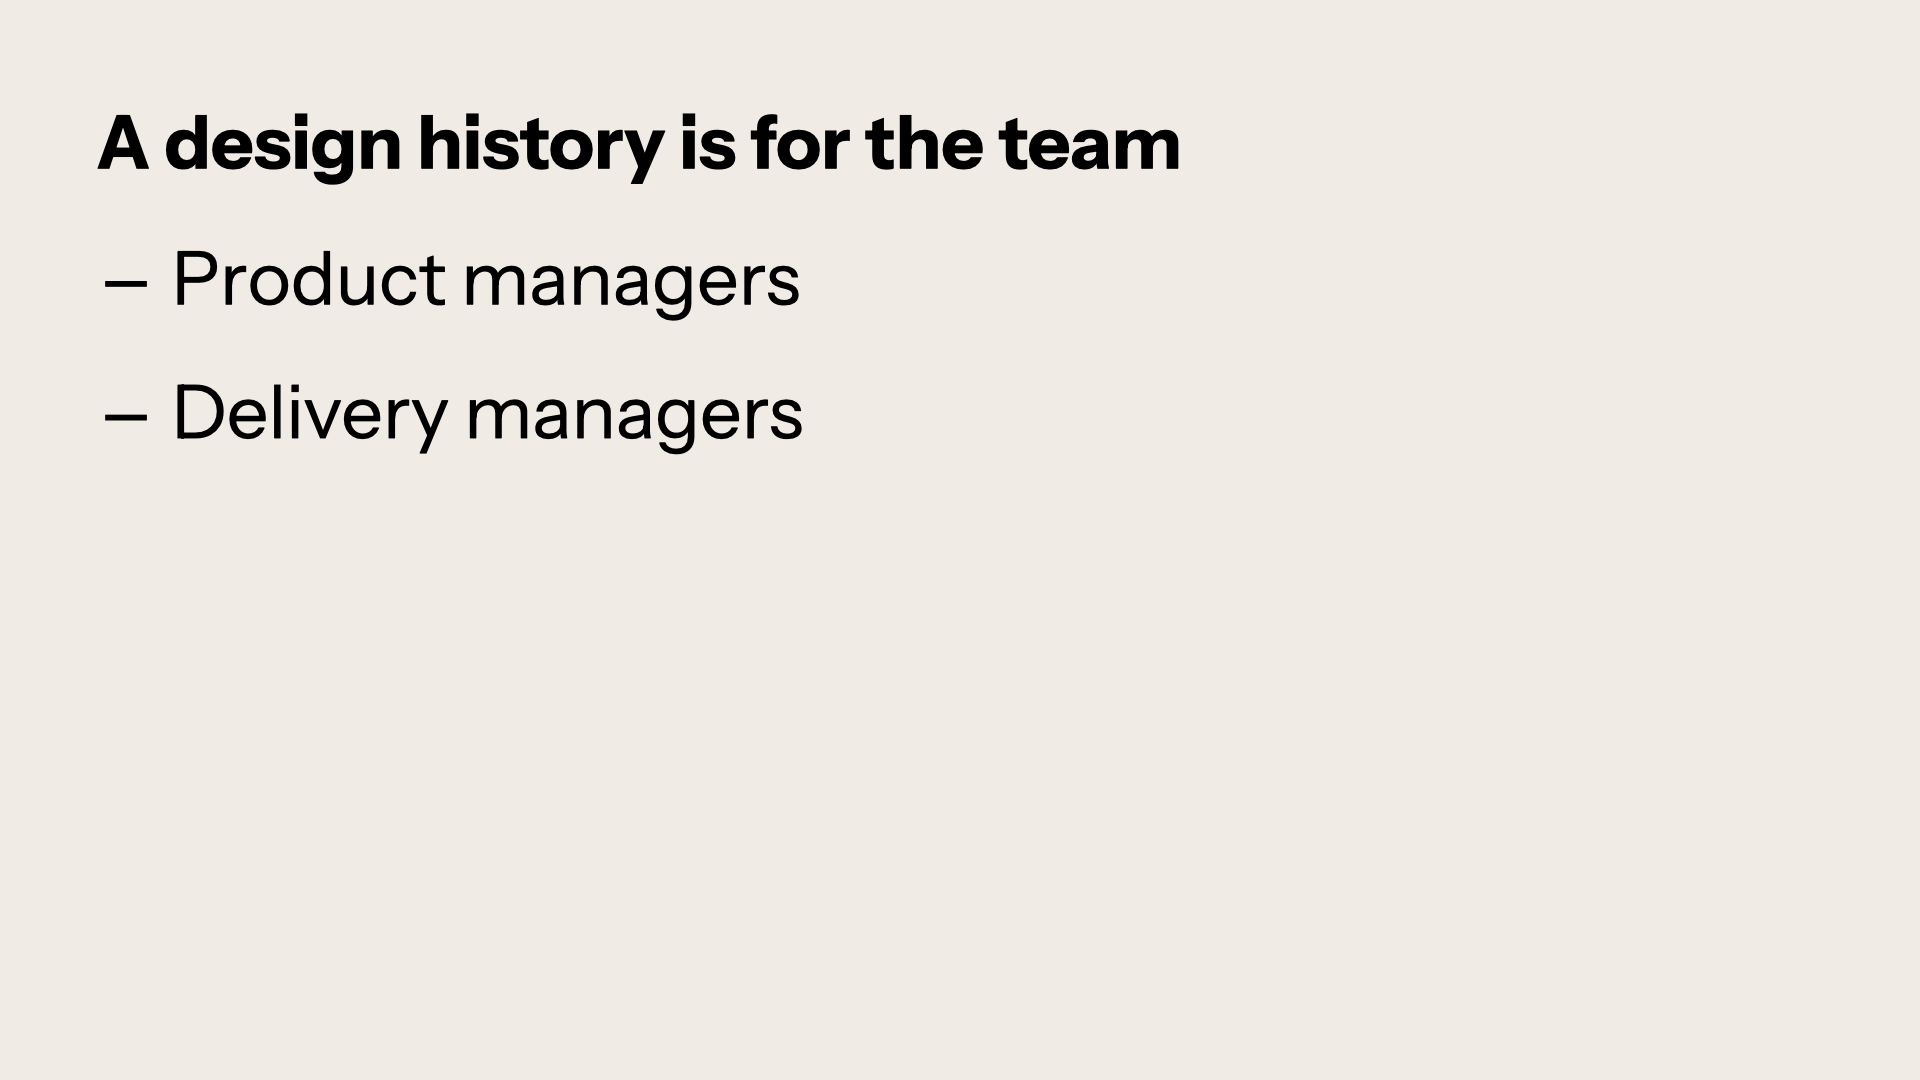 A design history is for the team
– Product managers
– Delivery managers